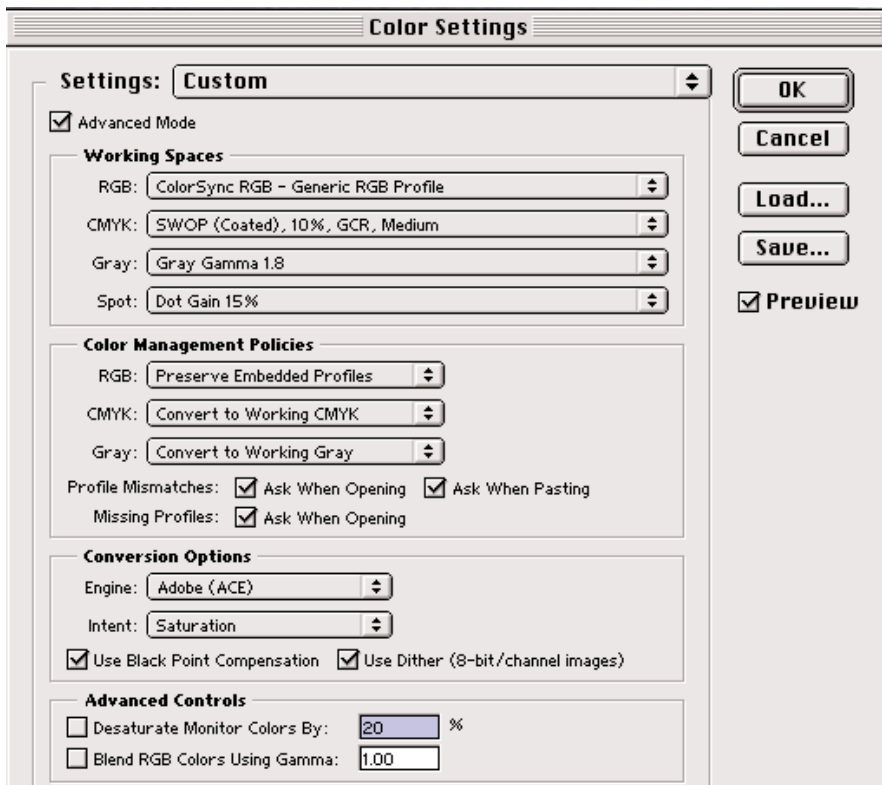 Color Settings
Settings: Custom
OK
Cancel
Load...
Save...
Preview
Advanced Mode
Working Spaces
RGB: ColorSync RGB - Generic RGB Profile
CMYK: SWOP (Coated), 10%, GCR, Medium
Gray: Gray Gamma 1.8
Spot: Dot Gain 15%
Color Management Policies
RGB: Preserve Embedded Profiles
CMYK: Convert to Working CMYK
Gray: Convert to Working Gray
Profile Mismatches: Ask When Opening Ask When Pasting
Missing Profiles: Ask When Opening
Conversion Options
Engine: Adobe (ACE)
Intent: Saturation
Use Black Point Compensation Use Dither (8-bit/channel images)
Advanced Controls
Desaturate Monitor Colors By: 20 %
Blend RGB Colors Using Gamma: 1.00